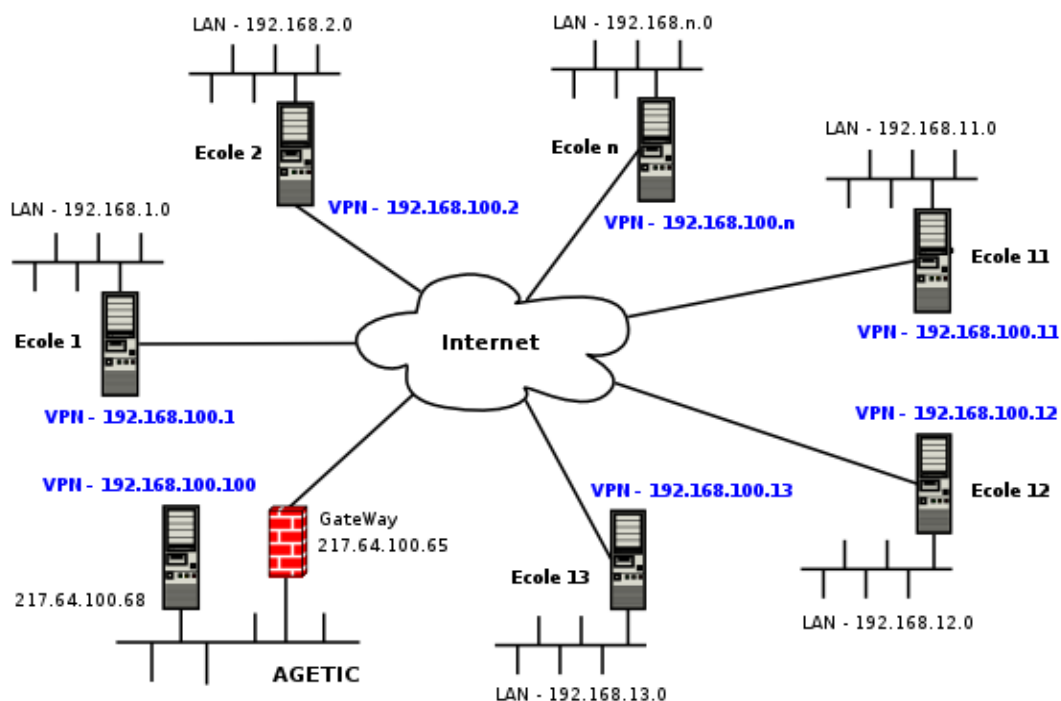 LAN - 192.168.2.0
LAN - 192.168.n.0
LAN - 192.168.11.0
Ecole 2
Ecole n
VPN - 192.168.100.2
VPN - 192.168.100.n
LAN - 192.168.1.0
Ecole 11
Ecole 1
Internet
VPN - 192.168.100.11
VPN - 192.168.100.1
VPN - 192.168.100.12
VPN - 192.168.100.100
VPN - 192.168.100.13
Ecole 12
GateWay
217.64.100.65
Ecole 13
217.64.100.68
LAN - 192.168.12.0
AGETIC
LAN - 192.168.13.0